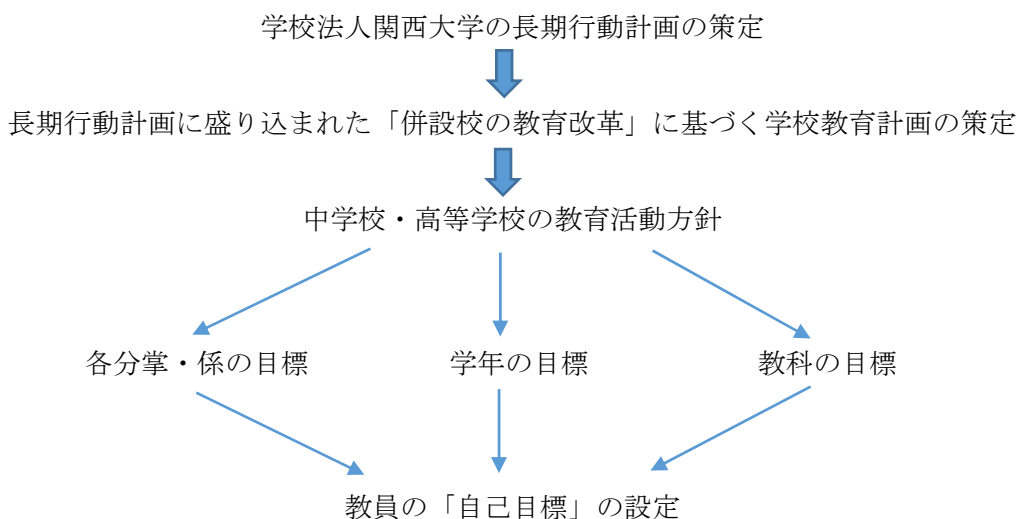 学校法人関西大学の長期行動計画の策定
長期行動計画に盛り込まれた「併設校の教育改革」に基づく学校教育計画の策定
中学校・高等学校の教育活動方針
各分掌・係の目標
学年の目標
教科の目標
教員の「自己目標」の設定